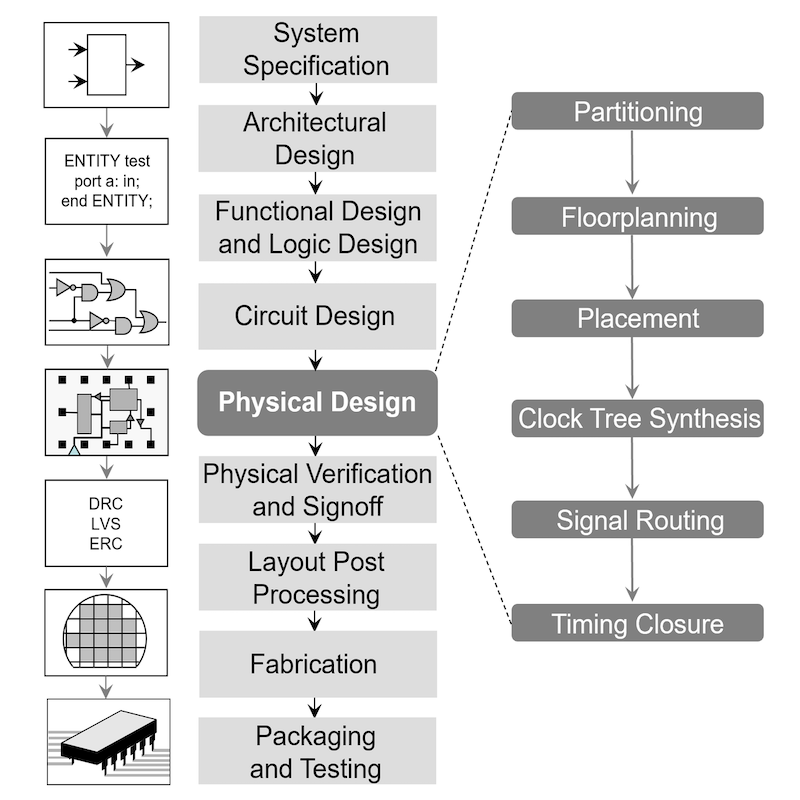 ENTITY test
port a: in;
end ENTITY;
DRC
LVS
ERC
System
Specification
Architectural
Design
Functional Design
and Logic Design
Circuit Design
Physical Design
Physical Verification
and Signoff
Layout Post
Processing
Fabrication
Packaging
and Testing
Partitioning
Floorplanning
Placement
Clock Tree Synthesis
Signal Routing
Timing Closure